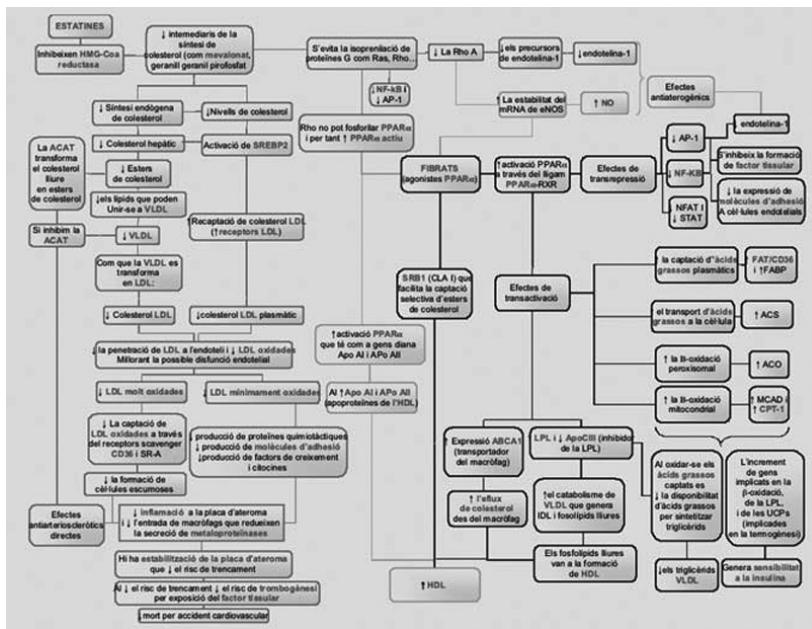 ESTATINES
Inhibeixen HMG-Coa
reductasa
↓ intermediaris de la
síntesi de
colesterol (com mevalonat,
geranill geranil pirofosfat
S'evita la isoprenilació de
proteïnes G com Ras, Rho...
↓NF-kB i
↓ AP-1
↓ La Rho A
↓els precursors
de endotelina-1
↓endotelina-1
↑ La estabilitat del
mRNA de eNOS
↑ NO
Efectes
antiaterogènics
↓ Síntesi endògena
de colesterol
↓Nivells de colesterol
↓ Colesterol hepàtic
Activació de SREBP2
La ACAT
transforma
el colesterol
lliure
en esters
de colesterol
↓ Esters
de colesterol
↓els lípids que poden
Unir-se a VLDL
Si inhibim la
ACAT
↓ VLDL
↑Recaptació de colesterol LDL
(↑receptors LDL)
Com que la VLDL es
transforma
en LDL:
↓ Colesterol LDL
↓colesterol LDL plasmàtic
Rho no pot fosforilar PPARα
i per tant ↑ PPARα actiu
FIBRATS
(agonistes PPARα)
↑activació PPARα
a través del lligam
PPARα-RXR
Efectes de
transrepressió
↓ AP-1
↓ NF-KB
NFAT I
↓ STAT
↓ endotelina-1
S'inhibeix la formació
de factor tissular
↓ la expressió de
molècules d'adhesió
A cèl·lules endotelials
SRB1 (CLA I) que
facilita la captació
selectiva d'esters
de colesterol
Efectes de
transactivació
↑ la captació d'àcids
grassos plasmàtics
↑ FAT/CD36
i ↑FABP
el transport d'àcids
grassos a la cèl·lula
↑ ACS
↑ la B-oxidació
peroxisomal
↑ ACO
↑ la B-oxidació
mitocondrial
↑ MCAD i
↑ CPT-1
↑ activació PPARα
que té com a gens diana
Apo AI i APo AII
Al ↑Apo AI i APo AII
(apoproteïnes de l'HDL)
↓la penetració de LDL a l'endoteli i ↓ LDL oxidades
Millorant la possible disfunció endotelial
↓ LDL molt oxidades
↓ LDL mínimament oxidades
↓ La captació de
LDL oxidades a través
del receptors scavenger
CD36 i SR-A
↓ producció de proteïnes quimiotàctiques
↓ producció de molècules d'adhesió
↓producció de factors de creixement i
citocines
↓ la formació de
cèl·lules escumoses
Efectes
antiarterioscleròtics
directes
↓ inflamació a la placa d'ateroma
i ↓ l'entrada de macròfags que redueixen
la secreció de metaloproteïnases
Hi ha estabilització de la placa d'ateroma
que ↓ el risc de trencament
Al ↓ el risc de trencament ↓ el risc de trombogènesi
per exposició del factor tissular
↓mort per accident cardiovascular
↑ Expressió ABCA1
(transportador
del macròfag)
LPL i ↓ ApoCIII (inhibidor
de la LPL)
↑ l'eflux
de colesterol
des del macròfag
↑el catabolisme de
VLDL que genera
IDL i fosolípids lliures
Els fosfolípids lliures
van a la formació
de HDL
↑ HDL
Al oxidar-se els
àcids grassos
captats es
↓ la disponibilitat
d'àcids grassos
per sintetitzar
triglicèrids
↓els triglicèrids
VLDL
L'increment
de gens
implicats en la
β-oxidació,
de la LPL,
i de les UCPs
(implicades
en la termogènesi)
Genera sensibilitat
a la insulina